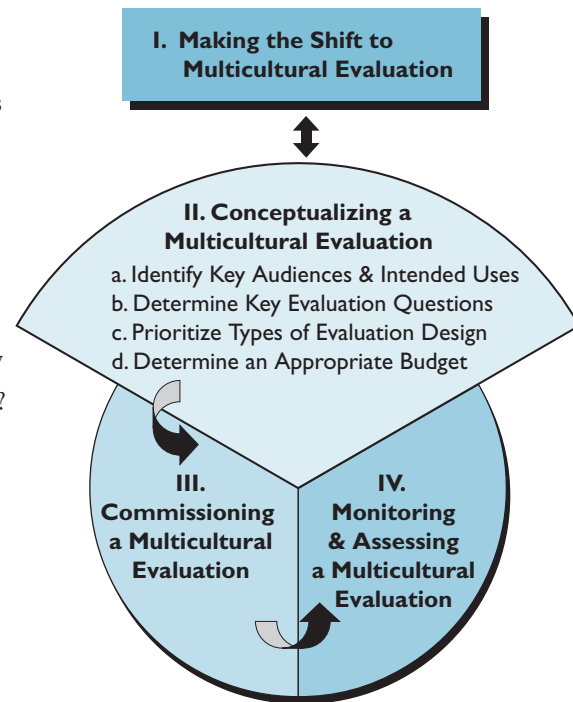 I. Making the Shift to
Multicultural Evaluation
s
II. Conceptualizing a
Multicultural Evaluation
a. Identify Key Audiences & Intended Uses
b. Determine Key Evaluation Questions
c. Prioritize Types of Evaluation Design
d. Determine an Appropriate Budget
?
III.
Commissioning
a Multicultural
Evaluation
IV.
Monitoring
& Assessing
a Multicultural
Evaluation